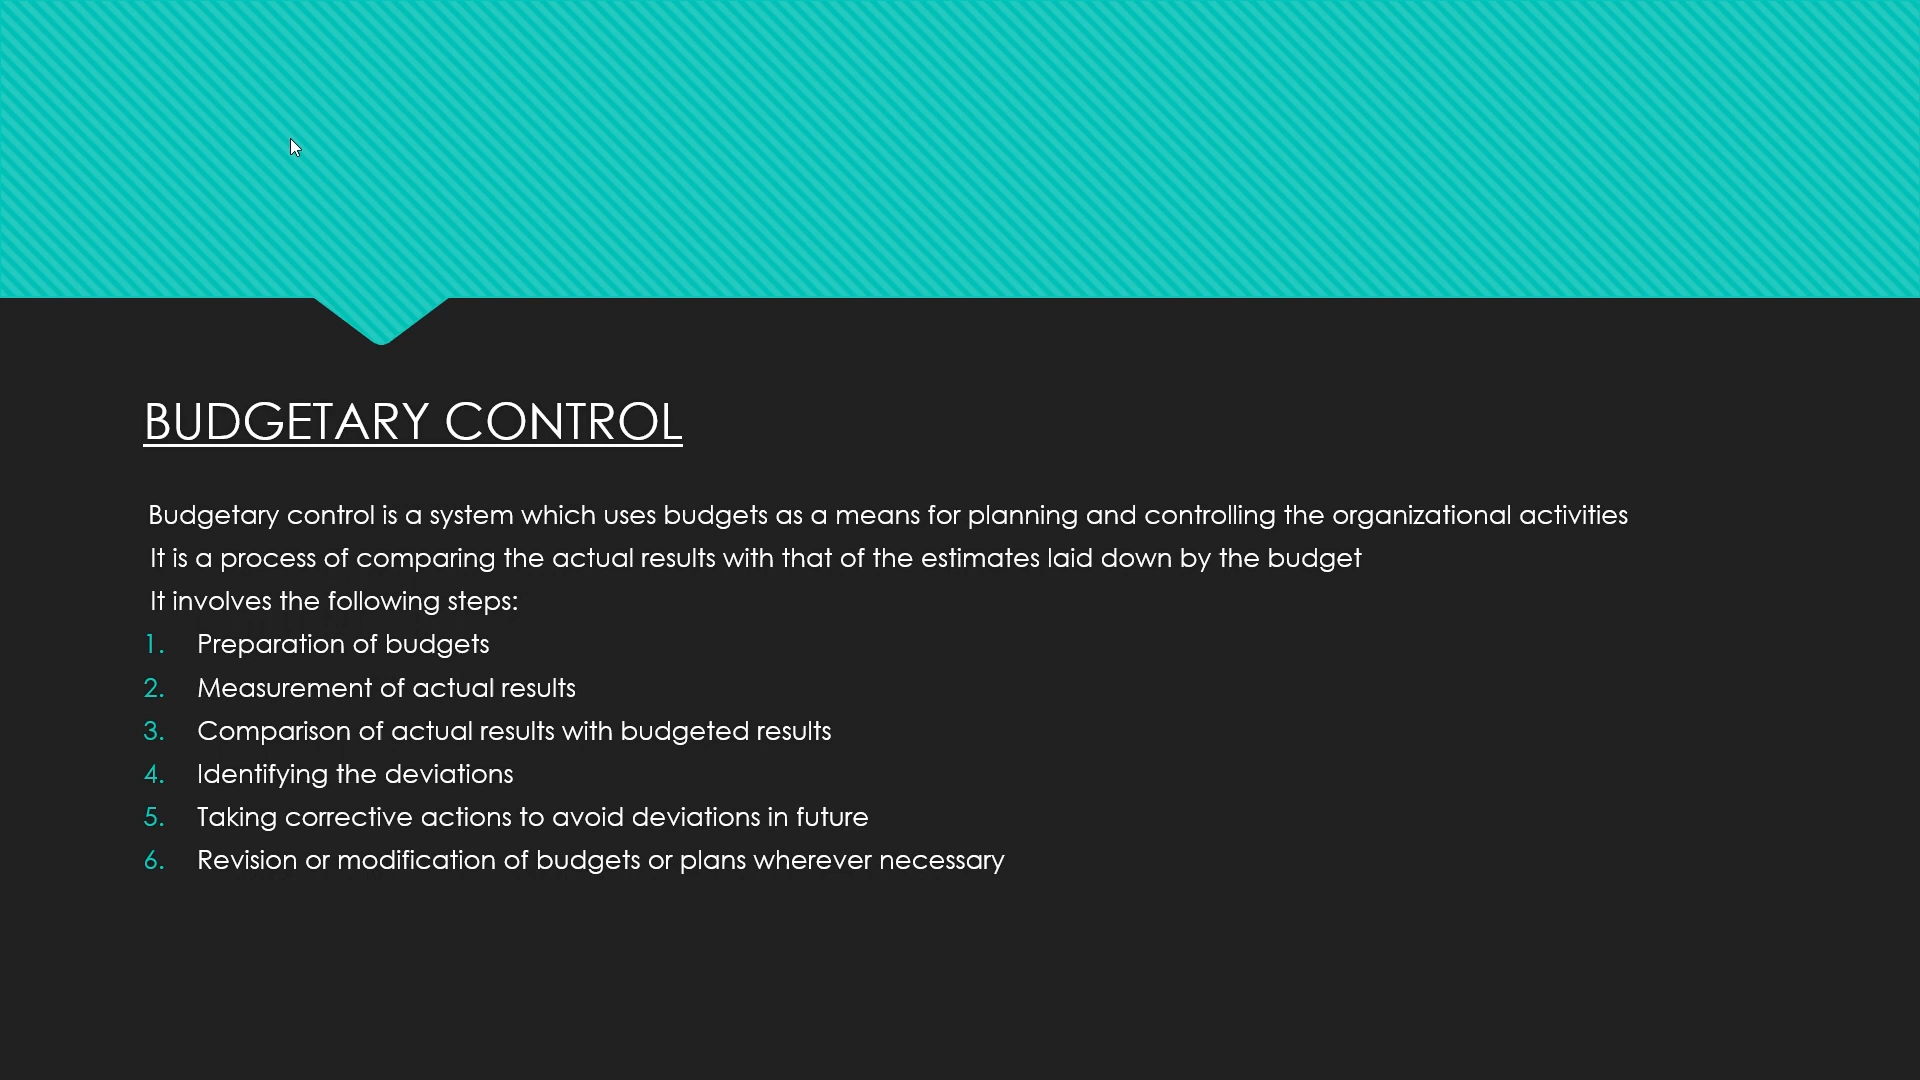 BUDGETARY CONTROL
Budgetary control is a system which uses budgets as a means for planning and controlling the organizational activities
It is a process of comparing the actual results with that of the estimates laid down by the budget
It involves the following steps:
1. Preparation of budgets
2. Measurement of actual results
3. Comparison of actual results with budgeted results
4. Identifying the deviations
5. Taking corrective actions to avoid deviations in future
6. Revision or modification of budgets or plans wherever necessary